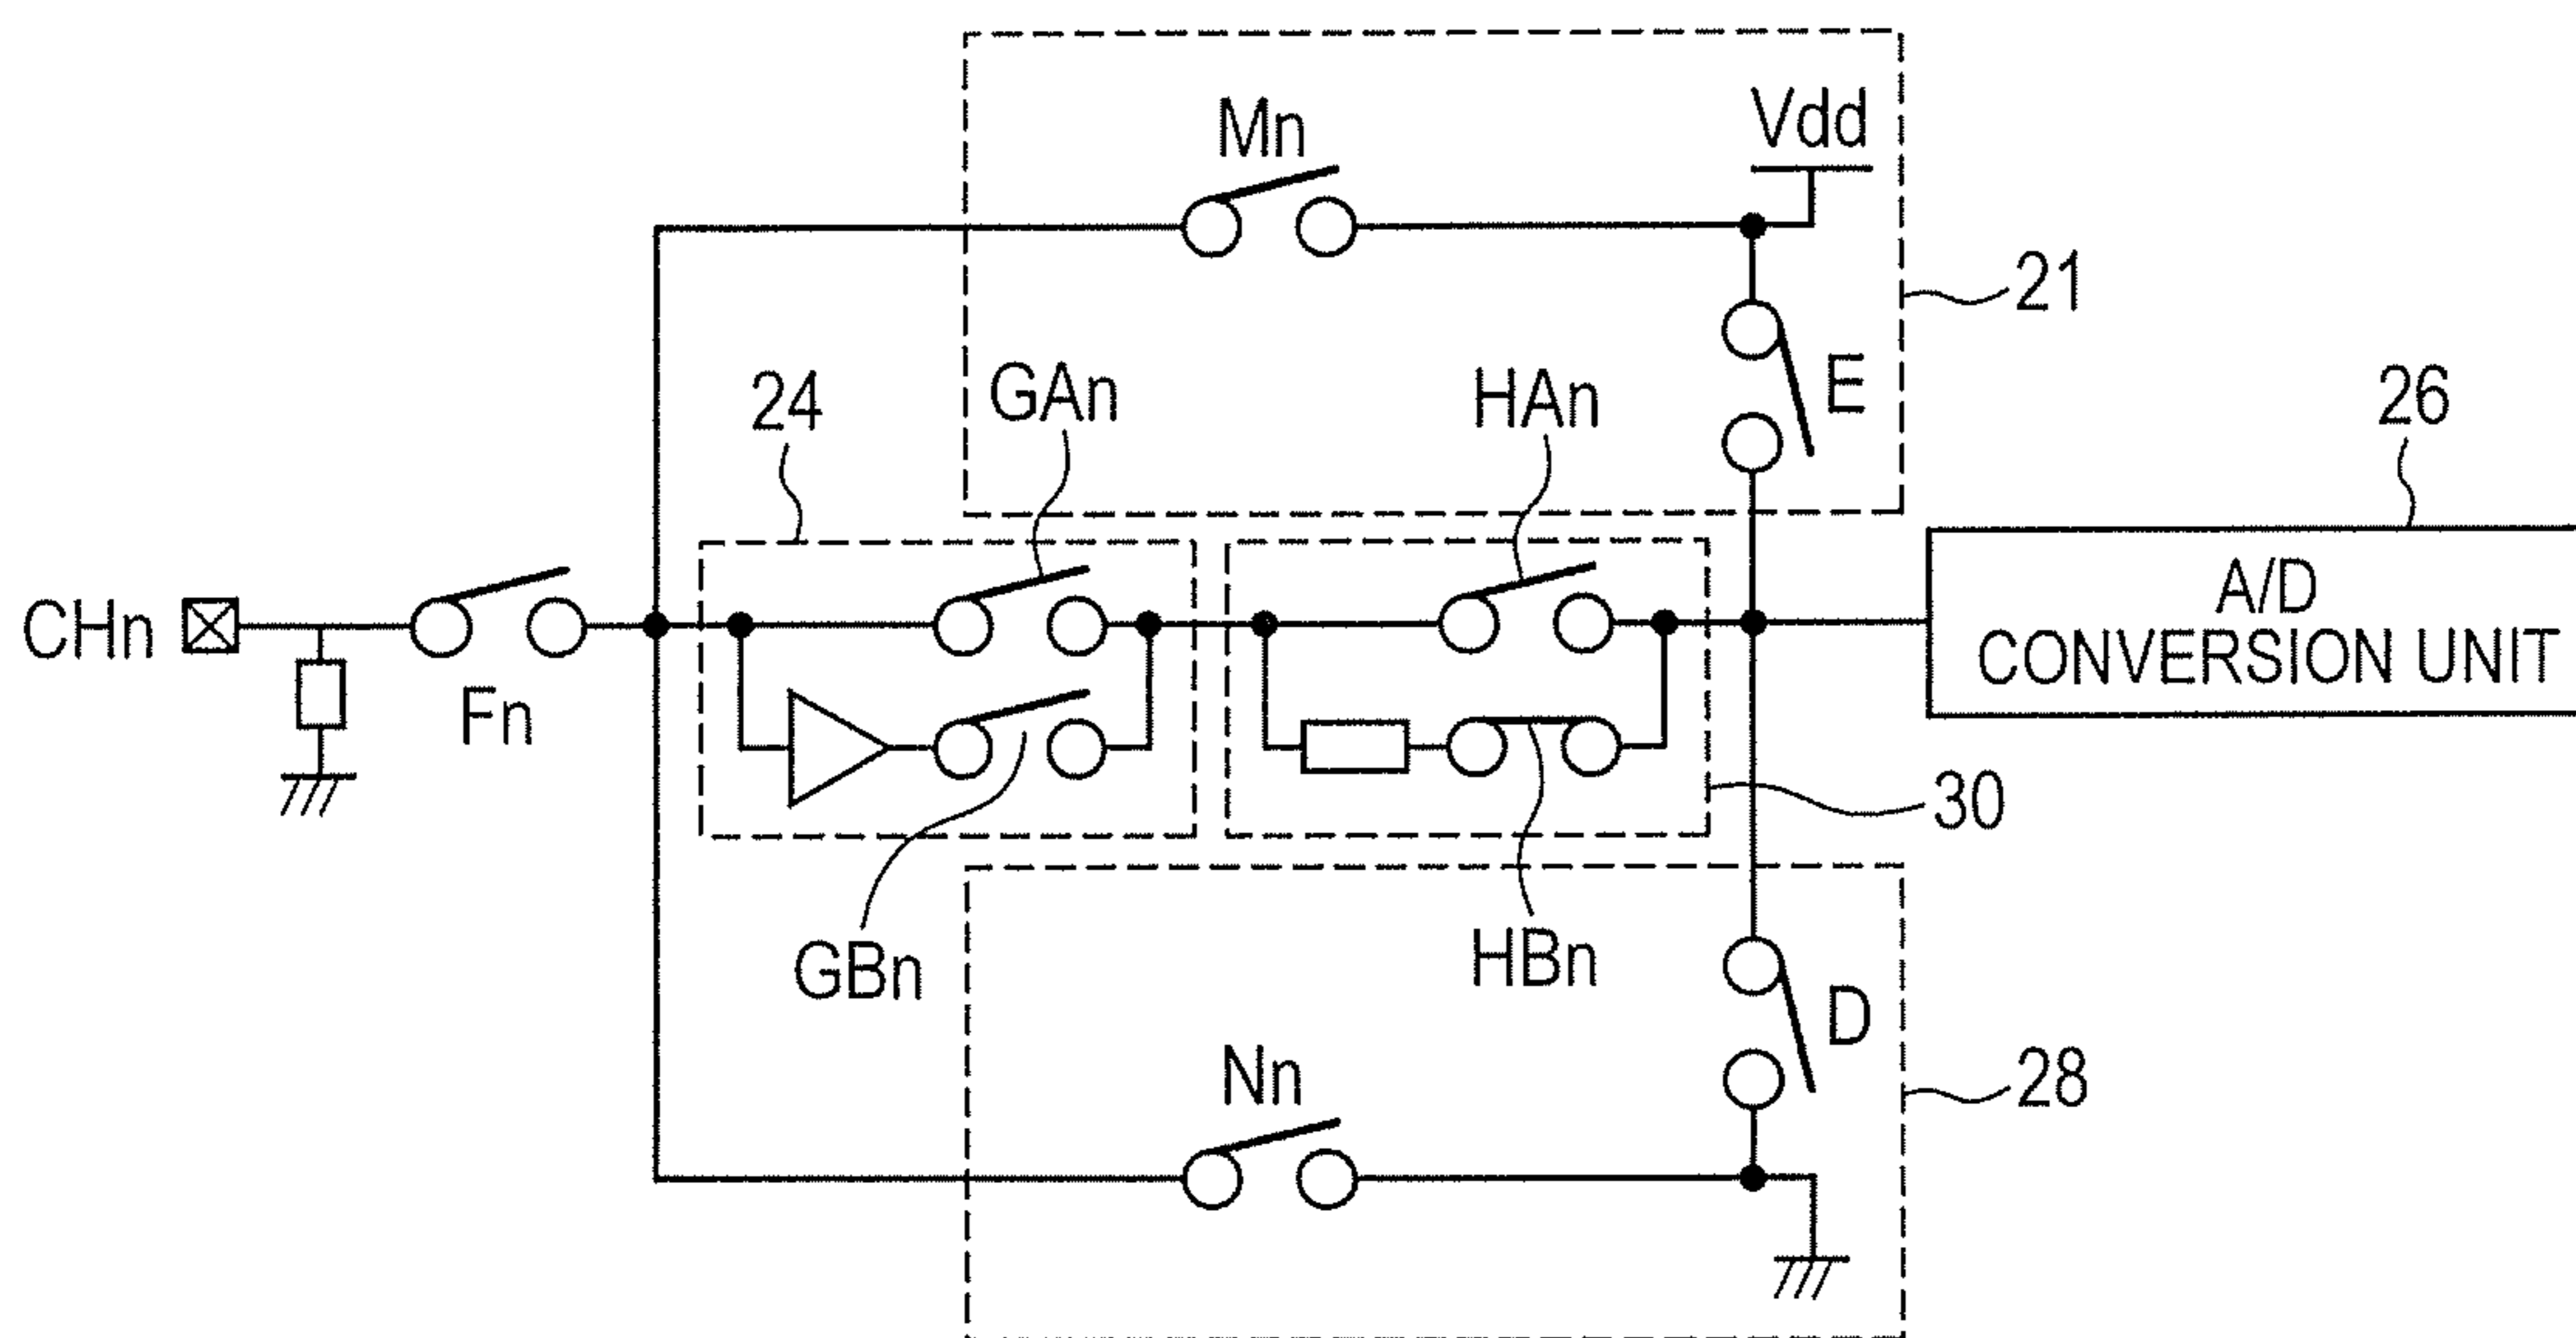 Mn
Vdd
21
24
GAn
HAn
E
26
A/D
CONVERSION UNIT
CHn
Fn
30
GBn
HBn
D
Nn
28